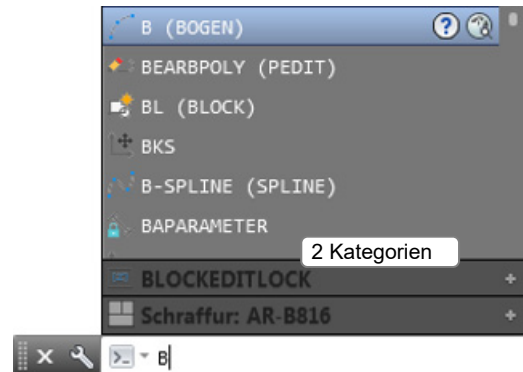 B (BOGEN)
BEARBPOLY (PEDIT)
BL (BLOCK)
BKS
B-SPLINE (SPLINE)
BAPARAMETER
2 Kategorien
BLOCKEDITLOCK +
Schraffur: AR-B816 +
B